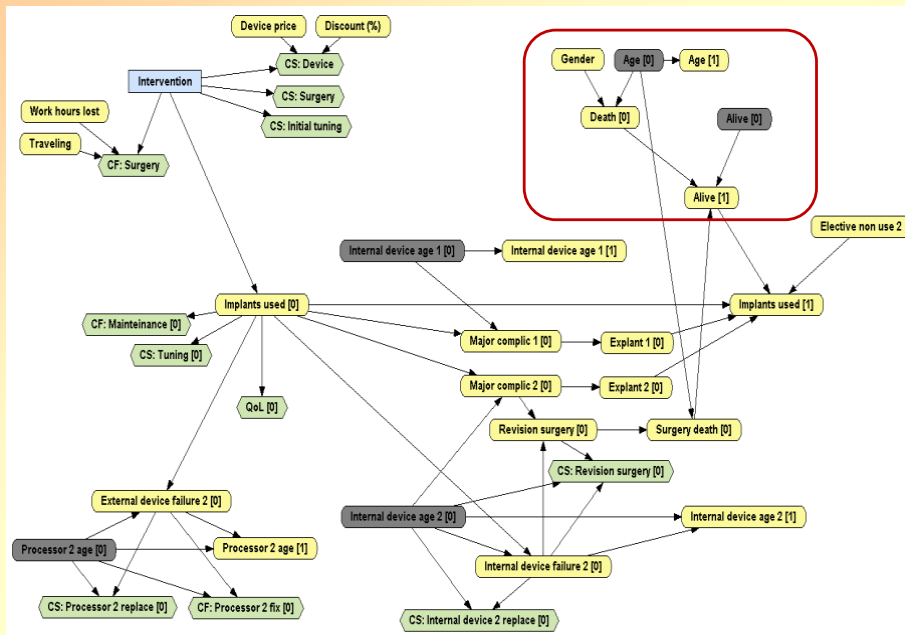 Device price
Discount (%)
CS: Device
Intervention
CS: Surgery
CS: Initial tuning
Work hours lost
Traveling
CF: Surgery
Gender
Age [0]
Age [1]
Death [0]
Alive [0]
Alive [1]
Elective non use 2
Internal device age 1 [0]
Internal device age 1 [1]
Implants used [0]
Implants used [1]
CF: Mainteinance [0]
CS: Tuning [0]
Major complic 1 [0]
Explant 1 [0]
Major complic 2 [0]
Explant 2 [0]
QoL [0]
Revision surgery [0]
Surgery death [0]
CS: Revision surgery [0]
External device failure 2 [0]
Internal device age 2 [0]
Internal device age 2 [1]
Processor 2 age [0]
Processor 2 age [1]
Internal device failure 2 [0]
CS: Processor 2 replace [0]
CF: Processor 2 fix [0]
CS: Internal device 2 replace [0]